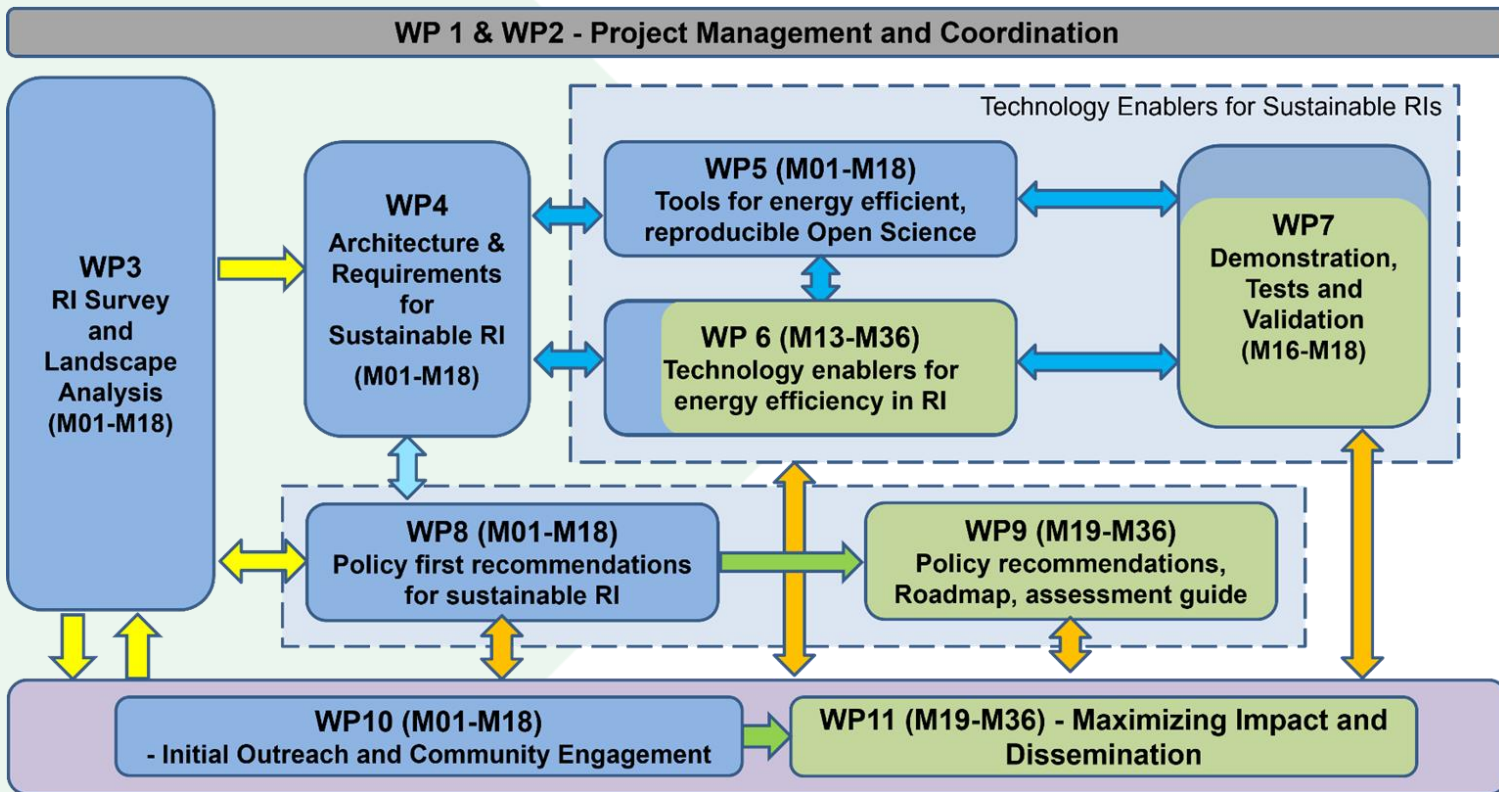 WP 1 & WP2 - Project Management and Coordination
WP3
RI Survey
and
Landscape
Analysis
(M01-M18)
WP4
Architecture &
Requirements
for
Sustainable RI
(M01-M18)
Technology Enablers for Sustainable RIs
WP5 (M01-M18)
Tools for energy efficient,
reproducible Open Science
WP 6 (M13-M36)
Technology enablers for
energy efficiency in RI
WP7
Demonstration,
Tests and
Validation
(M16-M18)
WP8 (M01-M18)
Policy first recommendations
for sustainable RI
WP9 (M19-M36)
Policy recommendations,
Roadmap, assessment guide
WP10 (M01-M18)
- Initial Outreach and Community Engagement
WP11 (M19-M36) - Maximizing Impact and
Dissemination